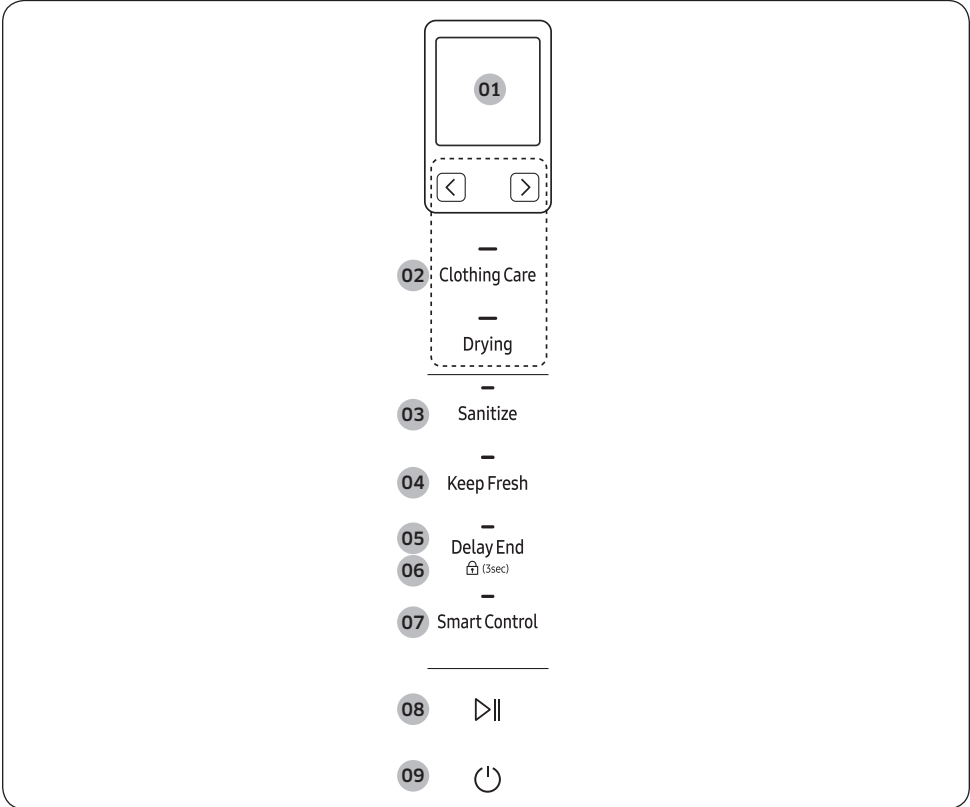 01
02 Clothing Care
Drying
03 Sanitize
04 Keep Fresh
05 Delay End
06 (3sec)
07 Smart Control
08
09